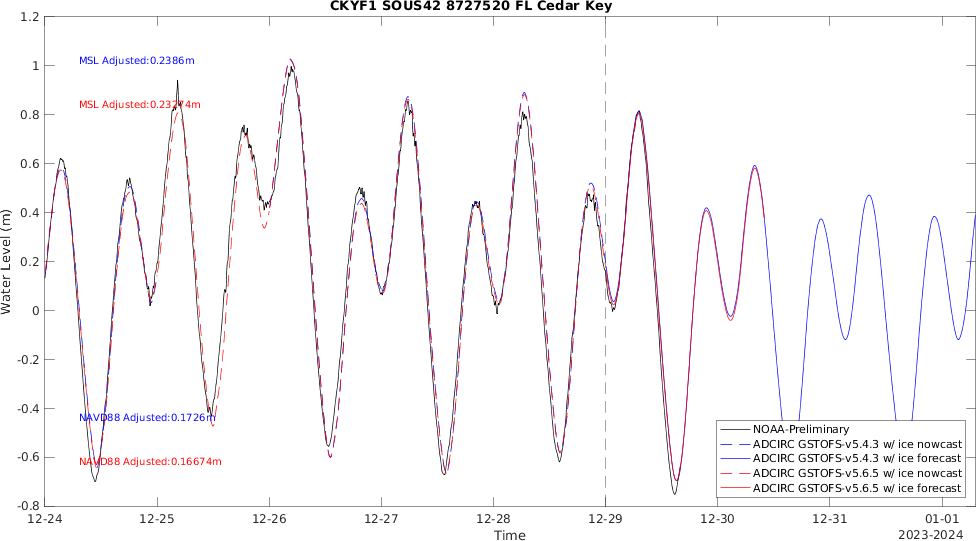 CKYF1 SOUS42 8727520 FL Cedar Key
1.2
1
0.8
0.6
0.4
0.2
0
-0.2
-0.4
-0.6
-0.8
Water Level (m)
MSL Adjusted:0.2386m
MSL Adjusted:0.23274m
NAVD88 Adjusted:0.1726m
NAVD88 Adjusted:0.16674m
NOAA-Preliminary
ADCIRC GSTOFS-v5.4.3 w/ ice nowcast
ADCIRC GSTOFS-v5.4.3 w/ ice forecast
ADCIRC GSTOFS-v5.6.5 w/ ice nowcast
ADCIRC GSTOFS-v5.6.5 w/ ice forecast
12-24 12-25 12-26 12-27 12-28 12-29 12-30 12-31 01-01
2023-2024
Time